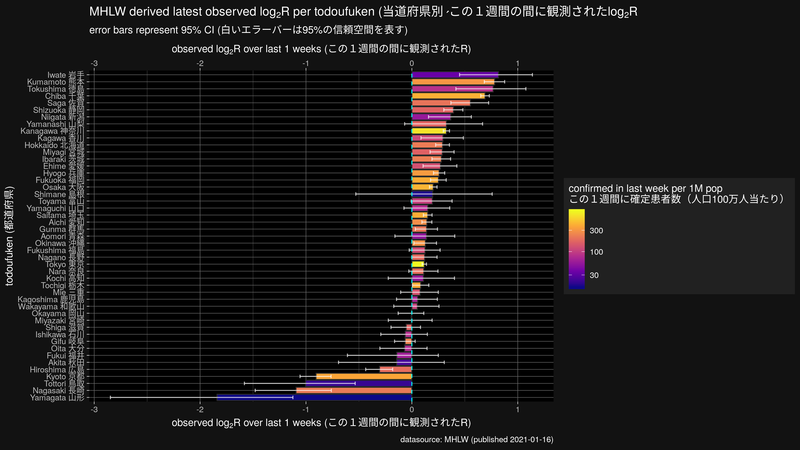 MHLW derived latest observed log2R per todoufuken (当道府県別 -この１週間の間に観測されたlog2R
error bars represent 95% CI (白いエラーバーは95%の信頼空間を表す)
observed log2R over last 1 weeks (この１週間の間に観測されたR)
-3 -2 -1 0 1
todoufuken (都道府県)
Iwate 岩手
Kumamoto 熊本
Tokushima 徳島
Chiba 千葉
Saga 佐賀
Shizuoka 静岡
Niigata 新潟
Yamanashi 山梨
Kanagawa 神奈川
Kagawa 香川
Hokkaido 北海道
Miyagi 宮城
Ibaraki 茨城
Ehime 愛媛
Hyogo 兵庫
Fukuoka 福岡
Osaka 大阪
Shimane 島根
Toyama 富山
Yamaguchi 山口
Saitama 埼玉
Aichi 愛知
Gunma 群馬
Aomori 青森
Okinawa 沖縄
Fukushima 福島
Nagano 長野
Tokyo 東京
Nara 奈良
Kochi 高知
Tochigi 栃木
Mie 三重
Kagoshima 鹿児島
Wakayama 和歌山
Okayama 岡山
Miyazaki 宮崎
Shiga 滋賀
Ishikawa 石川
Gifu 岐阜
Oita 大分
Fukui 福井
Akita 秋田
Hiroshima 広島
Kyoto 京都
Tottori 鳥取
Nagasaki 長崎
Yamagata 山形
-3 -2 -1 0 1
observed log2R over last 1 weeks (この１週間の間に観測されたR)
confirmed in last week per 1M pop
この１週間に確定患者数（人口100万人当たり）
300
100
30
datasource: MHLW (published 2021-01-16)